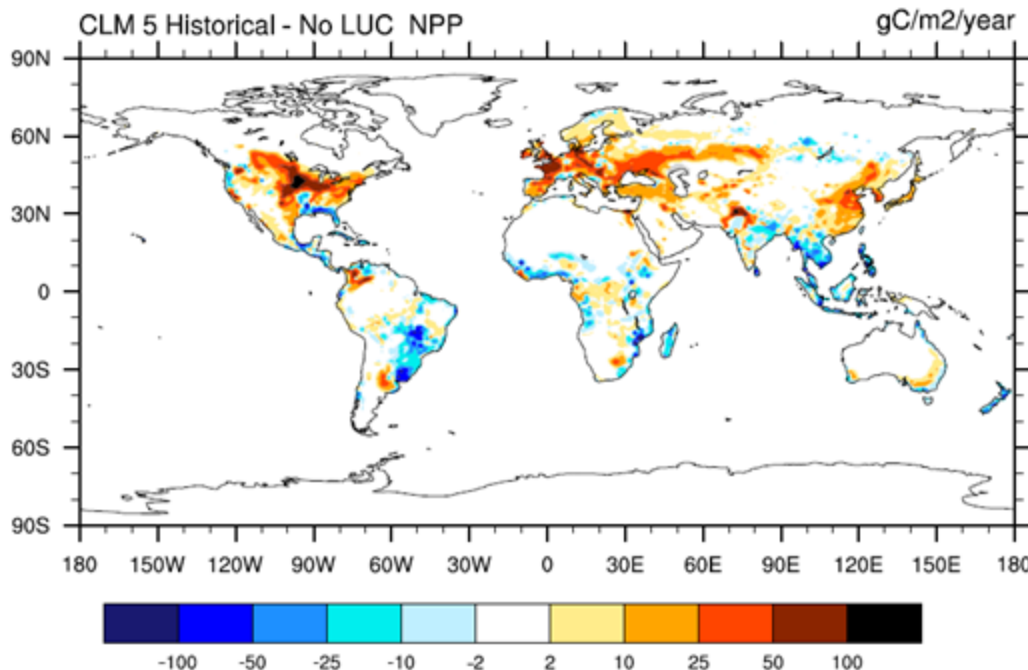 CLM 5 Historical - No LUC NPP gC/m2/year
90N
60N
30N
0
30S
60S
90S
180 150W 120W 90W 60W 30W 0 30E 60E 90E 120E 150E 180
-100 -50 -25 -10 -2 2 10 25 50 100